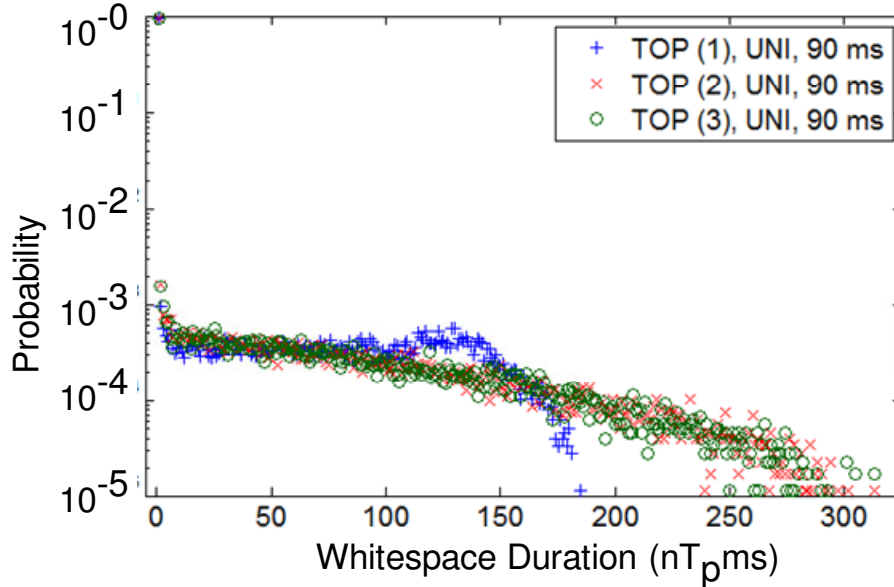 10⁻⁰
TOP (1), UNI, 90 ms
TOP (2), UNI, 90 ms
TOP (3), UNI, 90 ms
10⁻¹
10⁻²
10⁻³
10⁻⁴
10⁻⁵
Probability
0 50 100 150 200 250 300
Whitespace Duration (nTₚms)